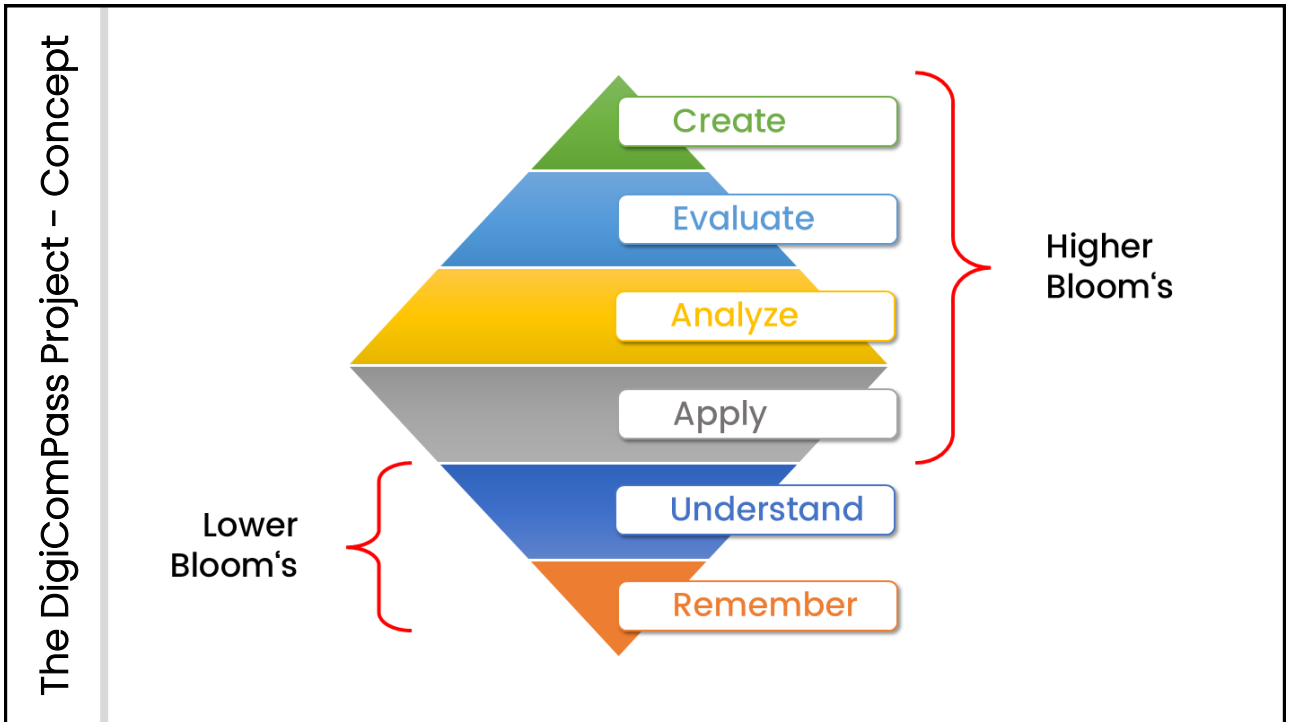 The DigiComPass Project - Concept
Create
Evaluate
Analyze
Apply
Understand
Remember
Higher
Bloom‘s
Lower
Bloom‘s